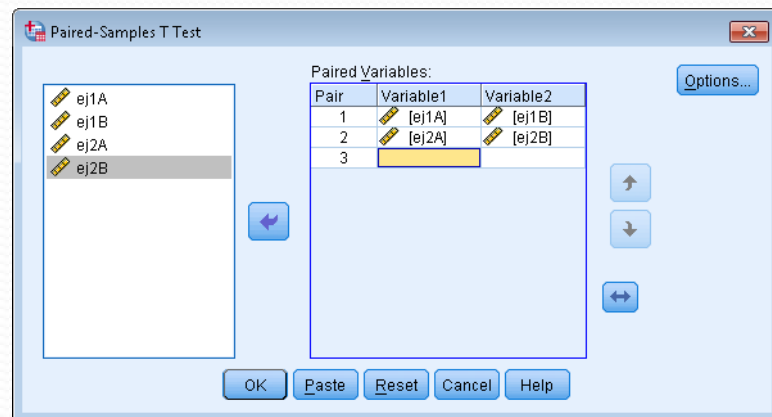 Paired-Samples T Test
ej1A
ej1B
ej2A
ej2B
Paired Variables:
Pair Variable1 Variable2
1 [ej1A] [ej1B]
2 [ej2A] [ej2B]
3
Options...
OK Paste Reset Cancel Help